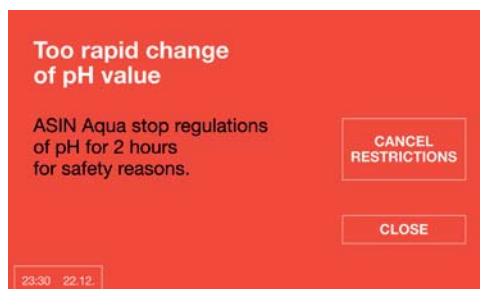 Too rapid change
of pH value
ASIN Aqua stop regulations
of pH for 2 hours
for safety reasons.
CANCEL
RESTRICTIONS
CLOSE
23:30 22.12.